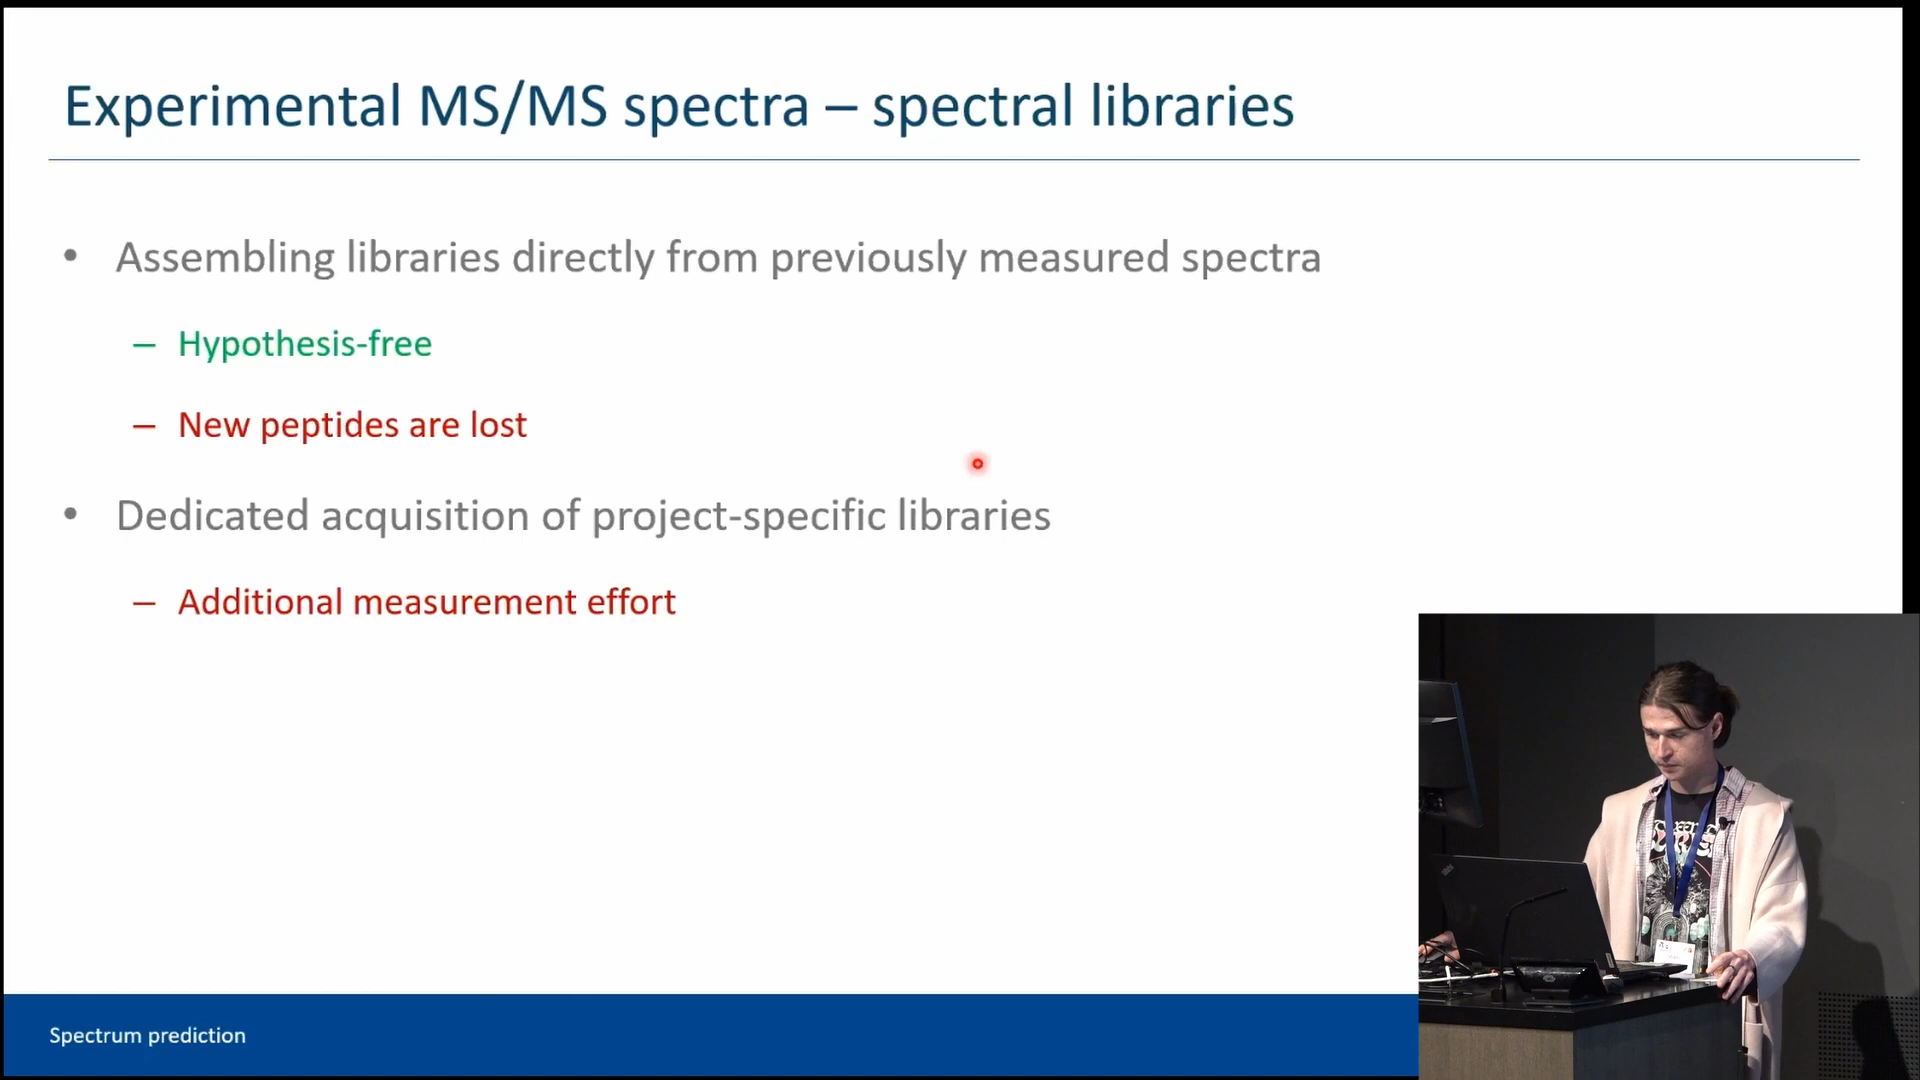 Experimental MS/MS spectra – spectral libraries
• Assembling libraries directly from previously measured spectra
– Hypothesis-free
– New peptides are lost
• Dedicated acquisition of project-specific libraries
– Additional measurement effort
Spectrum prediction